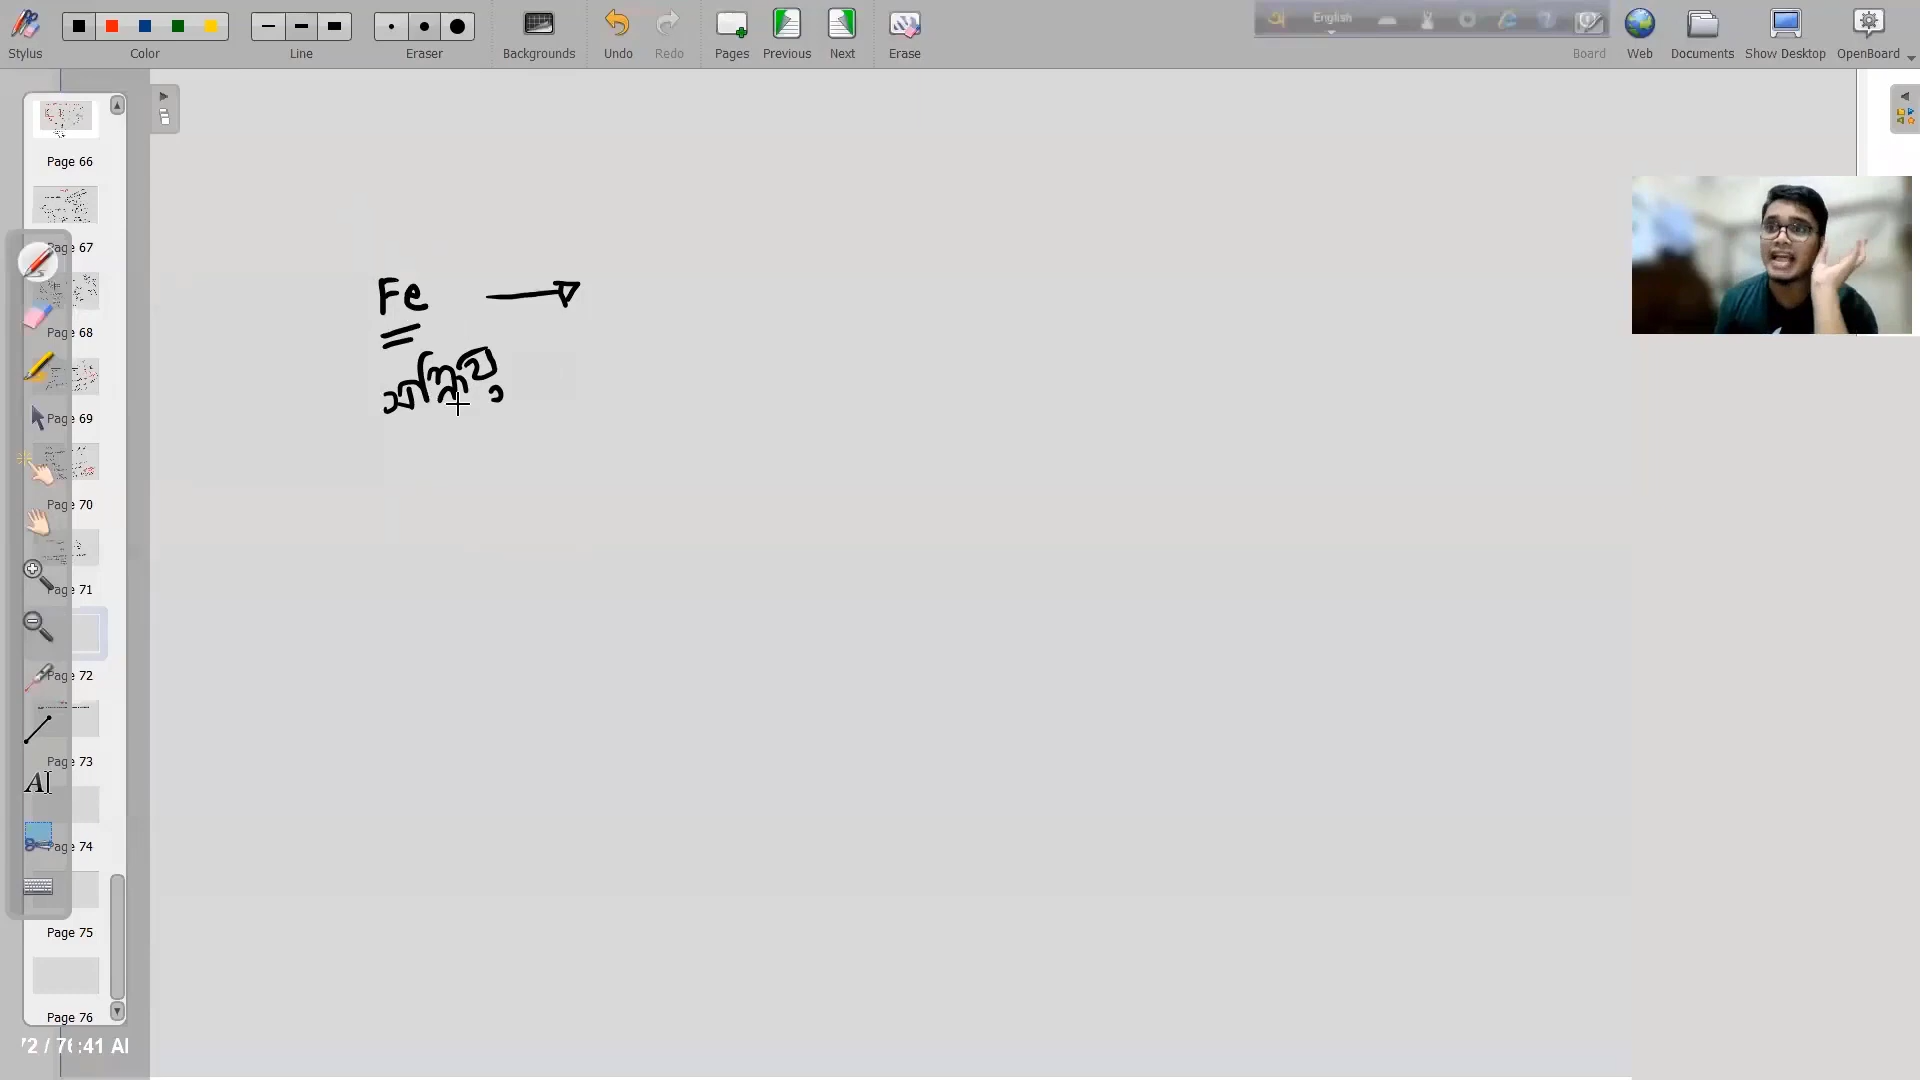 Stylus Color Line Eraser Backgrounds Undo Redo Pages Previous Next Erase English Board Web Documents Show Desktop OpenBoard
Page 66
Page 67
Page 68
Page 69
Page 70
Page 71
Page 72
Page 73
Page 74
Page 75
Page 76
Fe